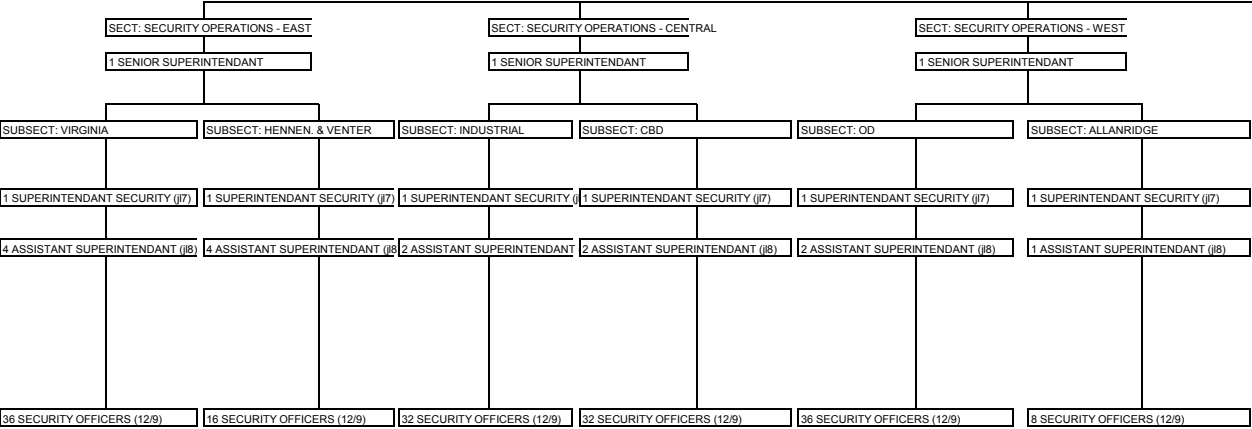 SECT: SECURITY OPERATIONS - EAST
SECT: SECURITY OPERATIONS - CENTRAL
SECT: SECURITY OPERATIONS - WEST
1 SENIOR SUPERINTENDANT
1 SENIOR SUPERINTENDANT
1 SENIOR SUPERINTENDANT
SUBSECT: VIRGINIA
SUBSECT: HENNEN. & VENTER
SUBSECT: INDUSTRIAL
SUBSECT: CBD
SUBSECT: OD
SUBSECT: ALLANRIDGE
1 SUPERINTENDANT SECURITY (jl7)
1 SUPERINTENDANT SECURITY (jl7)
1 SUPERINTENDANT SECURITY
1 SUPERINTENDANT SECURITY (jl7)
1 SUPERINTENDANT SECURITY (jl7)
1 SUPERINTENDANT SECURITY (jl7)
4 ASSISTANT SUPERINTENDANT (jl8)
4 ASSISTANT SUPERINTENDANT (jl8
2 ASSISTANT SUPERINTENDANT
2 ASSISTANT SUPERINTENDANT (jl8)
2 ASSISTANT SUPERINTENDANT (jl8)
1 ASSISTANT SUPERINTENDANT (jl8)
36 SECURITY OFFICERS (12/9)
16 SECURITY OFFICERS (12/9)
32 SECURITY OFFICERS (12/9)
32 SECURITY OFFICERS (12/9)
36 SECURITY OFFICERS (12/9)
8 SECURITY OFFICERS (12/9)